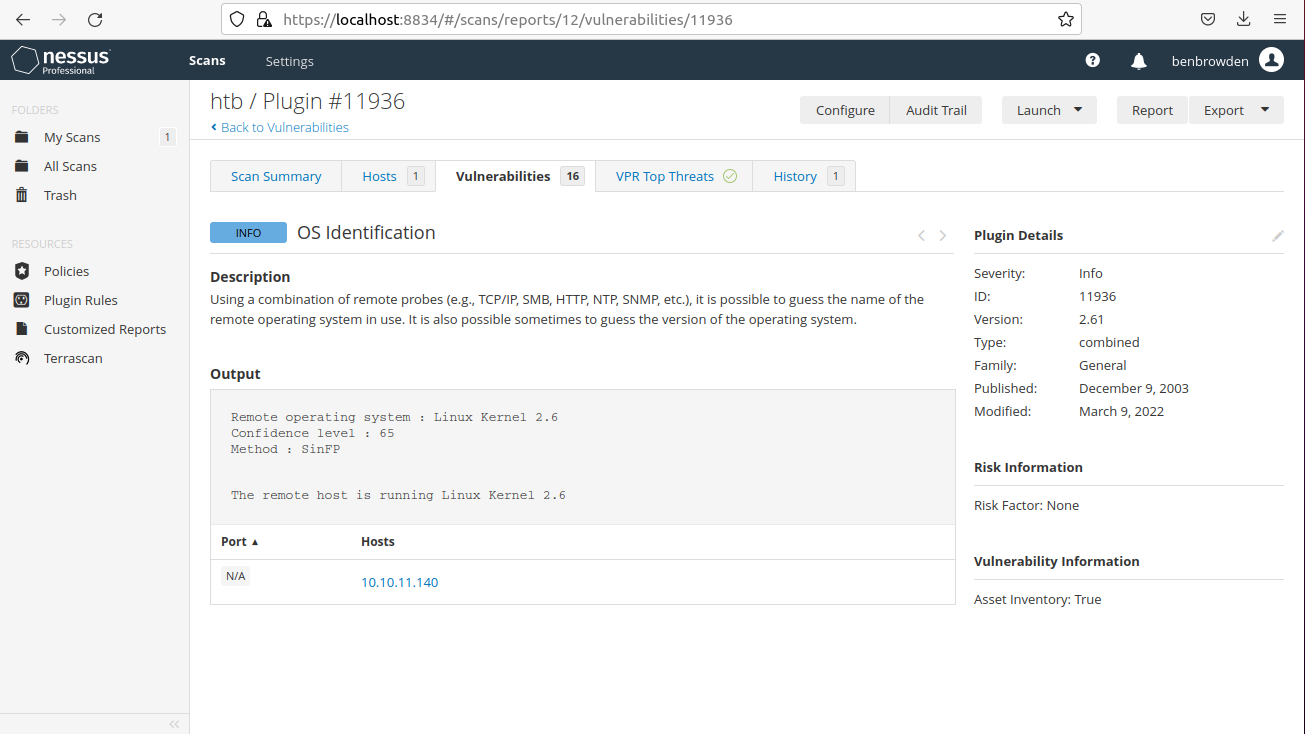 https://localhost:8834/#/scans/reports/12/vulnerabilities/11936
nessus Professional
Scans
Settings
benbrowden
FOLDERS
My Scans 1
All Scans
Trash
RESOURCES
Policies
Plugin Rules
Customized Reports
Terrascan
htb / Plugin #11936
Back to Vulnerabilities
Configure
Audit Trail
Launch
Report
Export
Scan Summary
Hosts 1
Vulnerabilities 16
VPR Top Threats
History 1
INFO
OS Identification
Description
Using a combination of remote probes (e.g., TCP/IP, SMB, HTTP, NTP, SNMP, etc.), it is possible to guess the name of the
remote operating system in use. It is also possible sometimes to guess the version of the operating system.
Output
Remote operating system : Linux Kernel 2.6
Confidence level : 65
Method : SinFP
The remote host is running Linux Kernel 2.6
Port ▲ Hosts
N/A 10.10.11.140
Plugin Details
Severity: Info
ID: 11936
Version: 2.61
Type: combined
Family: General
Published: December 9, 2003
Modified: March 9, 2022
Risk Information
Risk Factor: None
Vulnerability Information
Asset Inventory: True